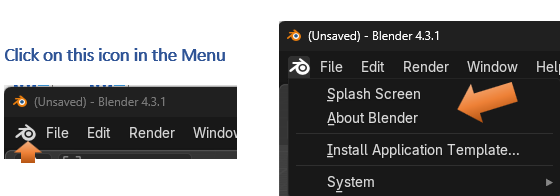 Click on this icon in the Menu
(Unsaved) - Blender 4.3.1
File Edit Render Window
(Unsaved) - Blender 4.3.1
File Edit Render Window Help
Splash Screen
About Blender
Install Application Template...
System